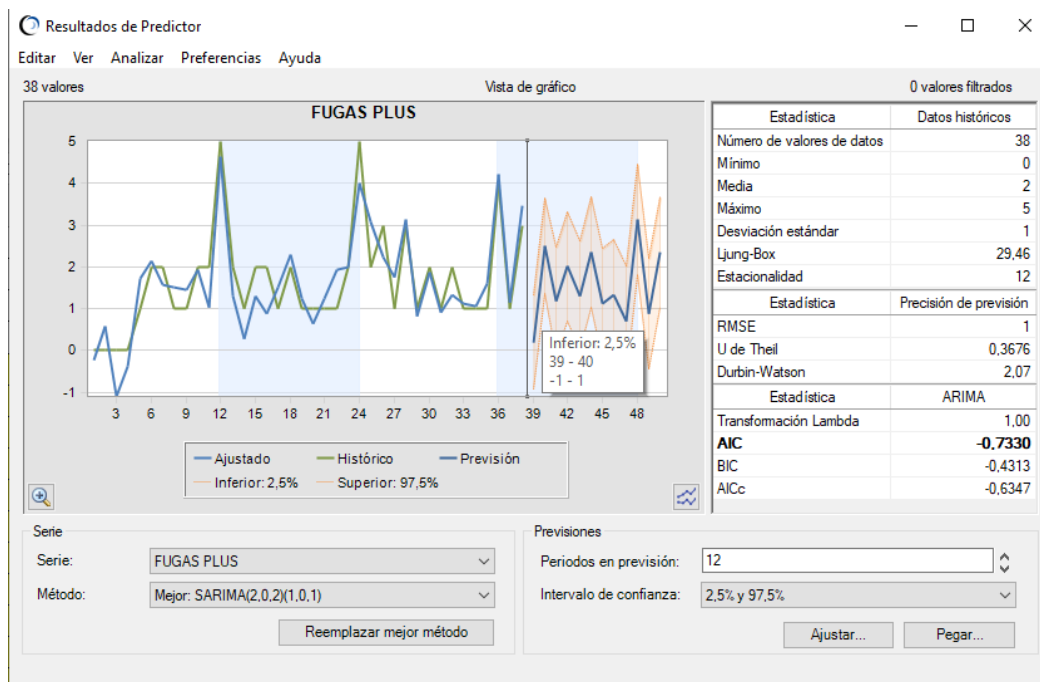 Resultados de Predictor
Editar Ver Analizar Preferencias Ayuda
38 valores Vista de gráfico 0 valores filtrados
FUGAS PLUS
5
4
3
2
1
0
-1
3 6 9 12 15 18 21 24 27 30 33 36 39 42 45 48
Inferior: 2,5%
39 - 40
-1 - 1
Ajustado Histórico Previsión
Inferior: 2,5% Superior: 97,5%
Estadística Datos históricos
Número de valores de datos 38
Mínimo 0
Media 2
Máximo 5
Desviación estándar 1
Ljung-Box 29,46
Estacionalidad 12
Estadística Precisión de previsión
RMSE 1
U de Theil 0,3676
Durbin-Watson 2,07
Estadística ARIMA
Transformación Lambda 1,00
AIC -0,7330
BIC -0,4313
AICc -0,6347
Serie
Serie: FUGAS PLUS
Método: Mejor: SARIMA(2,0,2)(1,0,1)
Reemplazar mejor método
Previsiones
Periodos en previsión: 12
Intervalo de confianza: 2,5% y 97,5%
Ajustar... Pegar...